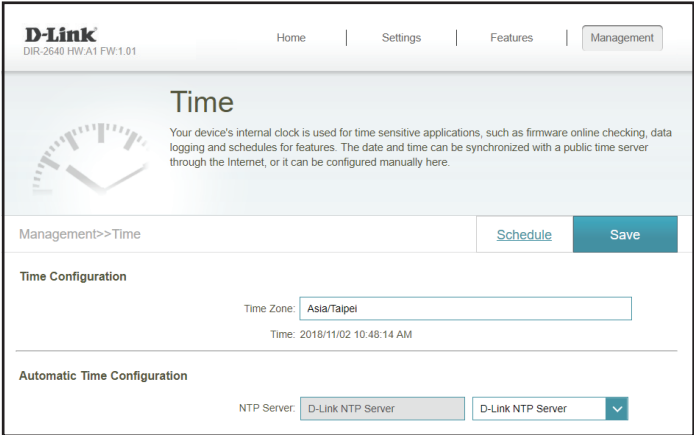 D-Link
DIR-2640 HW:A1 FW:1.01
Home Settings Features Management
Time
Your device's internal clock is used for time sensitive applications, such as firmware online checking, data
logging and schedules for features. The date and time can be synchronized with a public time server
through the Internet, or it can be configured manually here.
Management>>Time Schedule Save
Time Configuration
Time Zone: Asia/Taipei
Time: 2018/11/02 10:48:14 AM
Automatic Time Configuration
NTP Server: D-Link NTP Server D-Link NTP Server